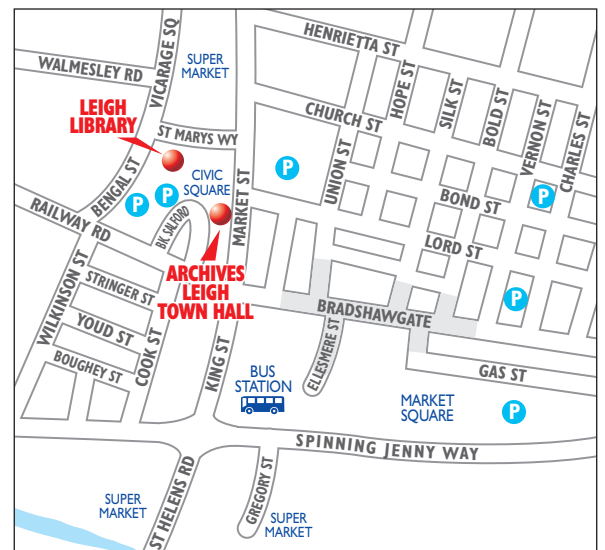 HENRIETTA ST
VICARAGE SQ
SUPER
MARKET
WALMESLEY RD
HOPE ST
SILK ST
BOLD ST
VERNON ST
CHARLES ST
LEIGH
LIBRARY
CHURCH ST
ST MARYS WY
UNION ST
P
CIVIC
SQUARE
BENGAL ST
P
P
P
BOND ST
MARKET ST
RAILWAY RD
BK SALFORD
LORD ST
ARCHIVES
LEIGH
TOWN HALL
WILKINSON ST
STRINGER ST
P
BRADSHAWGATE
YOUD ST
COOK ST
KING ST
ELLESMERE ST
BOUGHEY ST
BUS
STATION
GAS ST
MARKET
SQUARE
P
SPINNING JENNY WAY
ST HELENS RD
GREGORY ST
SUPER
MARKET
SUPER
MARKET